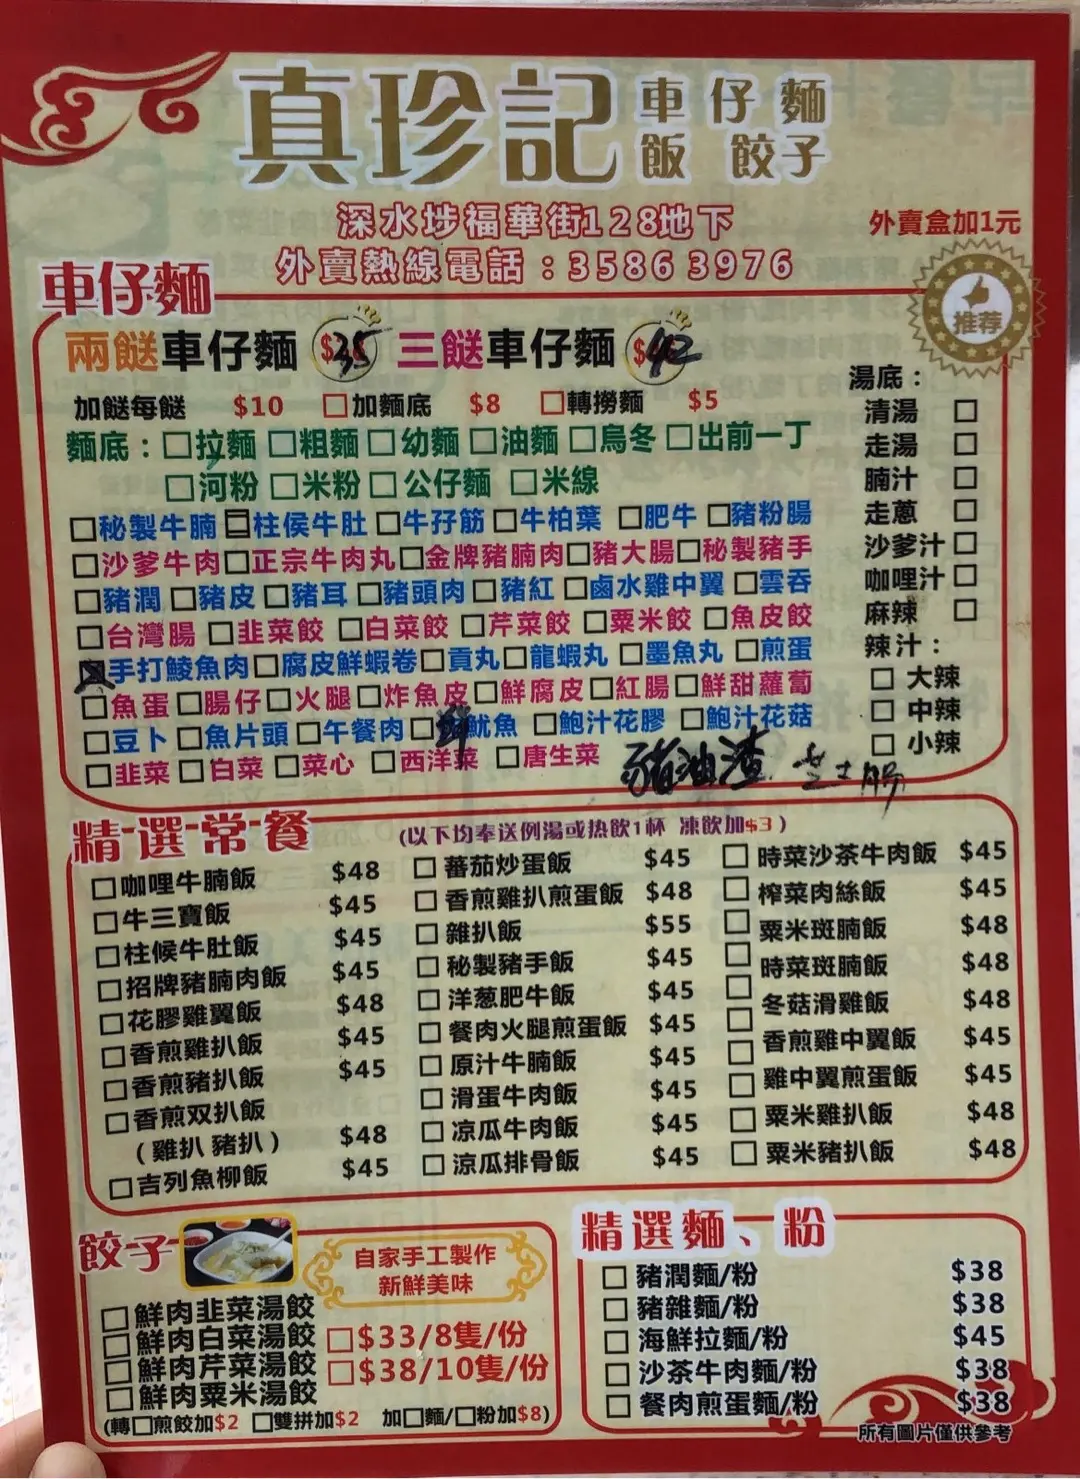 真珍記 車仔麵
飯 餃子
深水埗福華街128地下
外賣熱線電話：3586 3976
外賣盒加1元
推荐
車仔麵
兩餸車仔麵 $35 三餸車仔麵 $42
加餸每餸 $10 □加麵底 $8 □轉撈麵 $5
麵底：□拉麵 □粗麵 □幼麵 □油麵 □烏冬 □出前一丁
□河粉 □米粉 □公仔麵 □米線
□秘製牛腩 □柱侯牛肚 □牛孖筋 □牛柏葉 □肥牛 □豬粉腸
□沙爹牛肉 □正宗牛肉丸 □金牌豬腩肉 □豬大腸 □秘製豬手
□豬潤 □豬皮 □豬耳 □豬頭肉 □豬紅 □鹵水雞中翼 □雲吞
□台灣腸 □韭菜餃 □白菜餃 □芹菜餃 □粟米餃 □魚皮餃
□手打鯪魚肉 □腐皮鮮蝦卷 □貢丸 □龍蝦丸 □墨魚丸 □煎蛋
□魚蛋 □腸仔 □火腿 □炸魚皮 □鮮腐皮 □紅腸 □鮮甜蘿蔔
□豆卜 □魚片頭 □午餐肉 □鮮魷魚 □鮑汁花膠 □鮑汁花菇
□韭菜 □白菜 □菜心 □西洋菜 □唐生菜 豬油渣 芝士腸
湯底：
清湯 □
走湯 □
腩汁 □
走蔥 □
沙爹汁 □
咖哩汁 □
麻辣 □
辣汁：
□ 大辣
□ 中辣
□ 小辣
精選常餐 (以下均奉送例湯或热飲1杯 凍飲加$3)
□咖哩牛腩飯 $48
□牛三寶飯 $45
□柱候牛肚飯 $45
□招牌豬腩肉飯 $45
□花膠雞翼飯 $48
□香煎雞扒飯 $45
□香煎豬扒飯 $45
□香煎双扒飯
(雞扒 豬扒) $48
□吉列魚柳飯 $45
□ 蕃茄炒蛋飯 $45
□ 香煎雞扒煎蛋飯 $48
□ 雜扒飯 $55
□ 秘製豬手飯 $45
□ 洋葱肥牛飯 $45
□ 餐肉火腿煎蛋飯 $45
□ 原汁牛腩飯 $45
□ 滑蛋牛肉飯 $45
□ 凉瓜牛肉飯 $45
□ 涼瓜排骨飯 $45
□ 時菜沙茶牛肉飯 $45
□ 榨菜肉絲飯 $45
□ 粟米斑腩飯 $48
□ 時菜斑腩飯 $48
□ 冬菇滑雞飯 $48
□ 香煎雞中翼飯 $45
□ 雞中翼煎蛋飯 $45
□ 粟米雞扒飯 $48
□ 粟米豬扒飯 $48
餃子
自家手工製作
新鮮美味
□鮮肉韭菜湯餃
□鮮肉白菜湯餃 □$33/8隻/份
□鮮肉芹菜湯餃 □$38/10隻/份
□鮮肉粟米湯餃
(轉□煎餃加$2 □雙拼加$2 加□麵/□粉加$8)
精選麵、粉
□ 豬潤麵/粉 $38
□ 豬雜麵/粉 $38
□ 海鮮拉麵/粉 $45
□ 沙茶牛肉麵/粉 $38
□ 餐肉煎蛋麵/粉 $38
所有圖片僅供參考